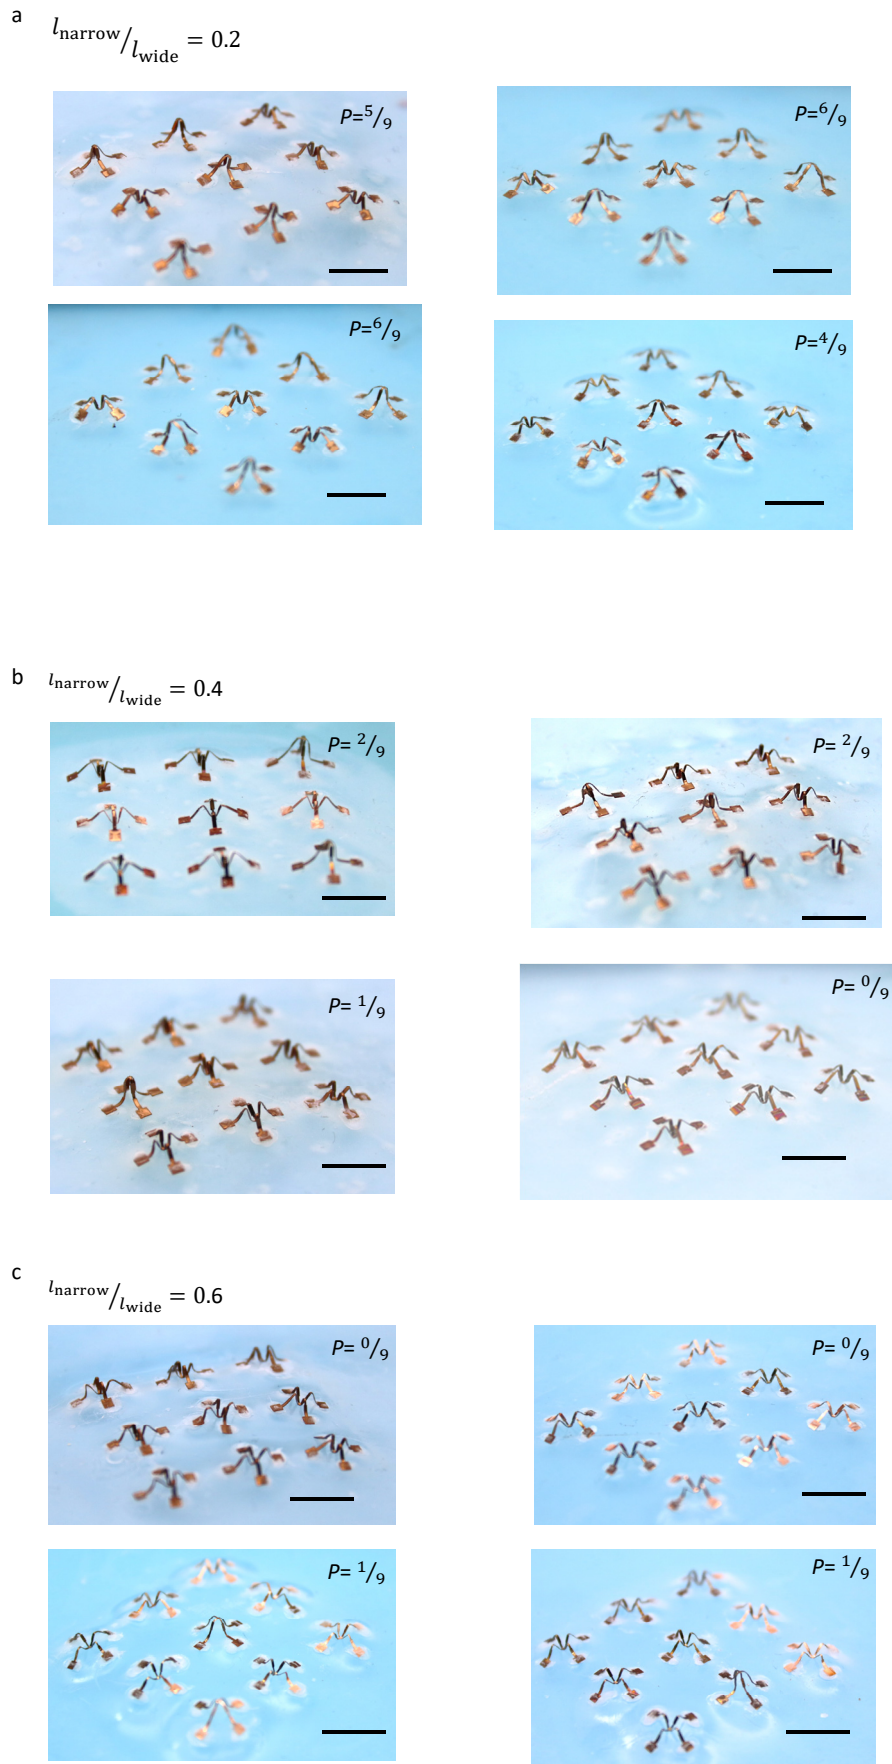 a
l_narrow/l_wide = 0.2
P=5/9
P=6/9
P=6/9
P=4/9
b
l_narrow/l_wide = 0.4
P= 2/9
P= 2/9
P= 1/9
P= 0/9
c
l_narrow/l_wide = 0.6
P= 0/9
P= 0/9
P= 1/9
P= 1/9